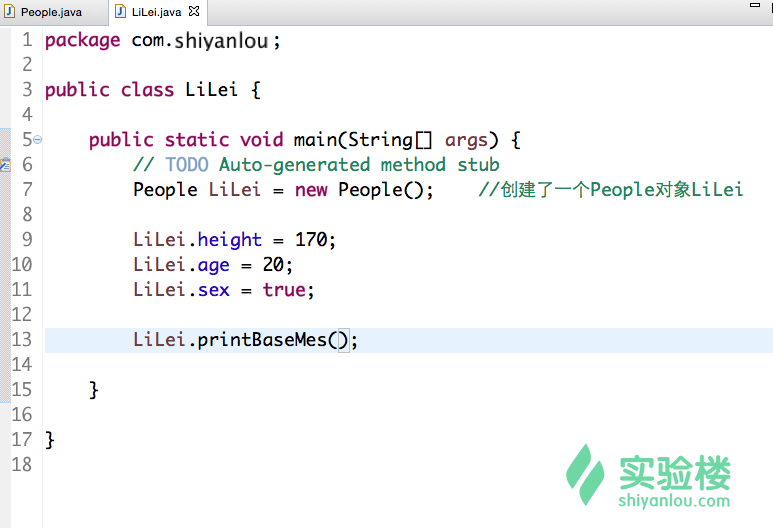 People.java LiLei.java
1 package com.shiyanlou;
2
3 public class LiLei {
4
5 public static void main(String[] args) {
6 // TODO Auto-generated method stub
7 People LiLei = new People(); //创建了一个People对象LiLei
8
9 LiLei.height = 170;
10 LiLei.age = 20;
11 LiLei.sex = true;
12
13 LiLei.printBaseMes();
14
15 }
16
17 }
18
实验楼
shiyanlou.com